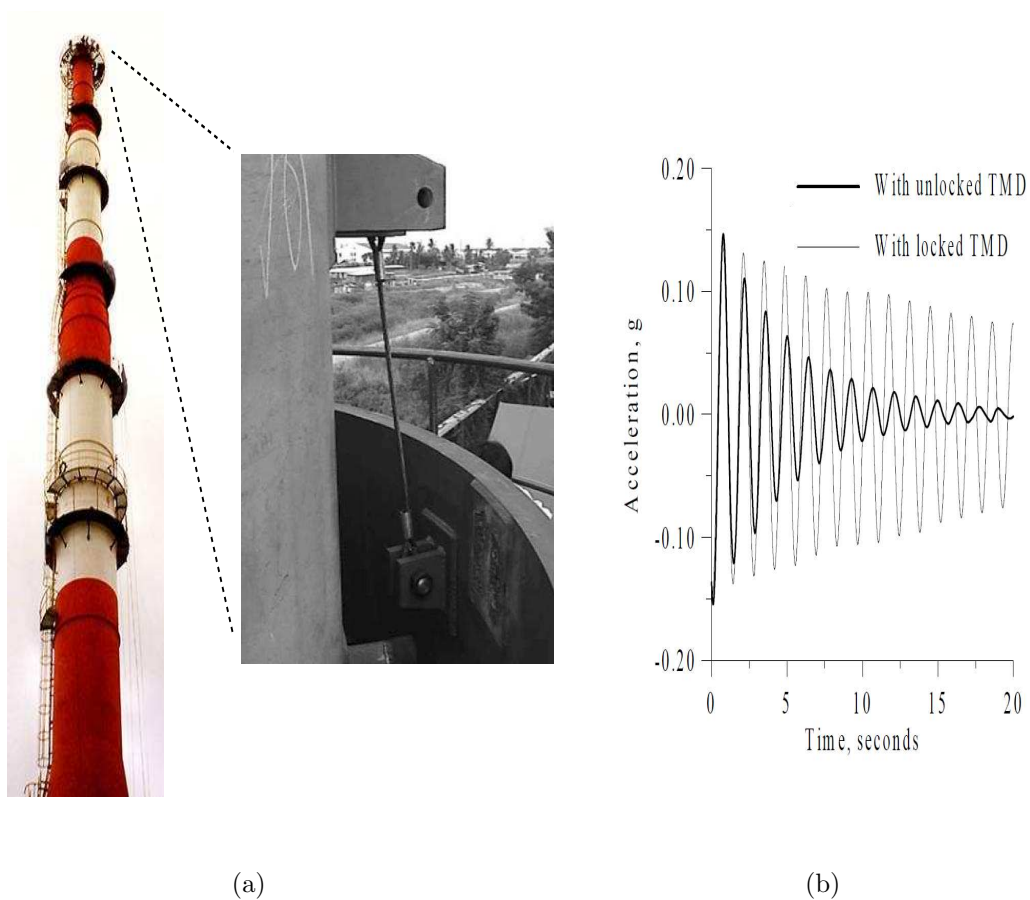 0.20
With unlocked TMD
With locked TMD
0.10
0.00
-0.10
-0.20
Acceleration, g
0
5
10
15
20
Time, seconds
(a)
(b)